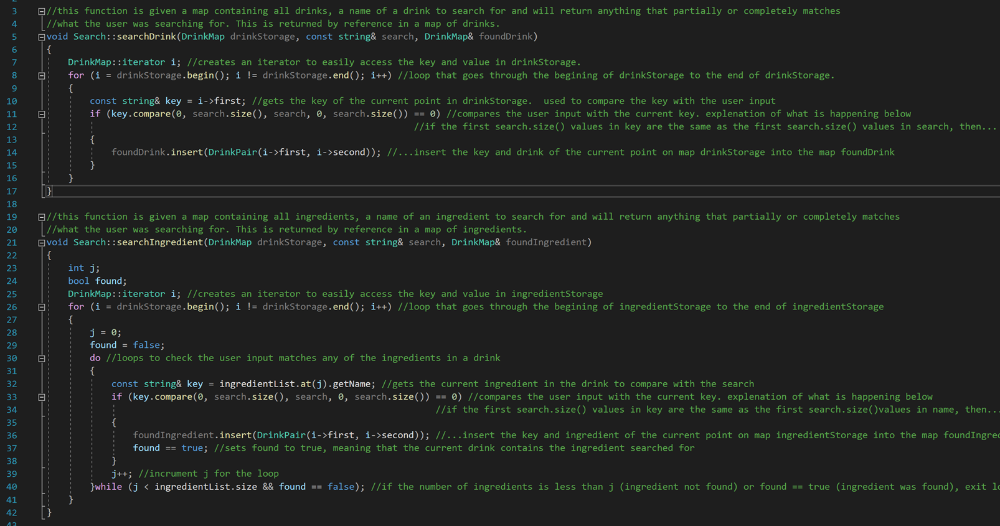 3 //this function is given a map containing all drinks, a name of a drink to search for and will return anything that partially or completely matches
4 //what the user was searching for. This is returned by reference in a map of drinks.
5 void Search::searchDrink(DrinkMap drinkStorage, const string& search, DrinkMap& foundDrink)
6 {
7 DrinkMap::iterator i; //creates an iterator to easily access the key and value in drinkStorage.
8 for (i = drinkStorage.begin(); i != drinkStorage.end(); i++) //loop that goes through the begining of drinkStorage to the end of drinkStorage.
9 {
10 const string& key = i->first; //gets the key of the current point in drinkStorage.  used to compare the key with the user input
11 if (key.compare(0, search.size(), search, 0, search.size()) == 0) //compares the user input with the current key. explenation of what is happening below
12 //if the first search.size() values in key are the same as the first search.size() values in search, then...
13 {
14 foundDrink.insert(DrinkPair(i->first, i->second)); //...insert the key and drink of the current point on map drinkStorage into the map foundDrink
15 }
16 }
17 }
18
19 //this function is given a map containing all ingredients, a name of an ingredient to search for and will return anything that partially or completely matches
20 //what the user was searching for. This is returned by reference in a map of ingredients.
21 void Search::searchIngredient(DrinkMap drinkStorage, const string& search, DrinkMap& foundIngredient)
22 {
23 int j;
24 bool found;
25 DrinkMap::iterator i; //creates an iterator to easily access the key and value in ingredientStorage
26 for (i = drinkStorage.begin(); i != drinkStorage.end(); i++) //loop that goes through the begining of ingredientStorage to the end of ingredientStorage
27 {
28 j = 0;
29 found = false;
30 do //loops to check the user input matches any of the ingredients in a drink
31 {
32 const string& key = ingredientList.at(j).getName; //gets the current ingredient in the drink to compare with the search
33 if (key.compare(0, search.size(), search, 0, search.size()) == 0) //compares the user input with the current key. explenation of what is happening below
34 //if the first search.size() values in key are the same as the first search.size()values in name, then..
35 {
36 foundIngredient.insert(DrinkPair(i->first, i->second)); //...insert the key and ingredient of the current point on map ingredientStorage into the map foundIngre
37 found == true; //sets found to true, meaning that the current drink contains the ingredient searched for
38 }
39 j++; //incrument j for the loop
40 }while (j < ingredientList.size && found == false); //if the number of ingredients is less than j (ingredient not found) or found == true (ingredient was found), exit
41 }
42 }